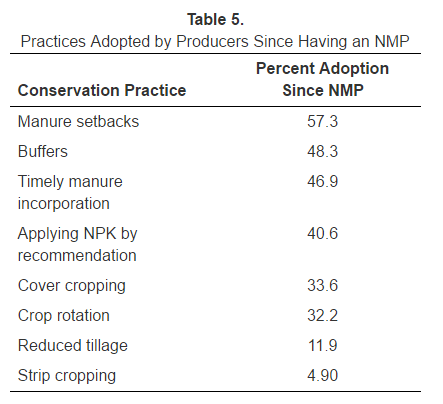 Table 5.
Practices Adopted by Producers Since Having an NMP
Conservation Practice Percent Adoption Since NMP
Manure setbacks 57.3
Buffers 48.3
Timely manure incorporation 46.9
Applying NPK by recommendation 40.6
Cover cropping 33.6
Crop rotation 32.2
Reduced tillage 11.9
Strip cropping 4.90